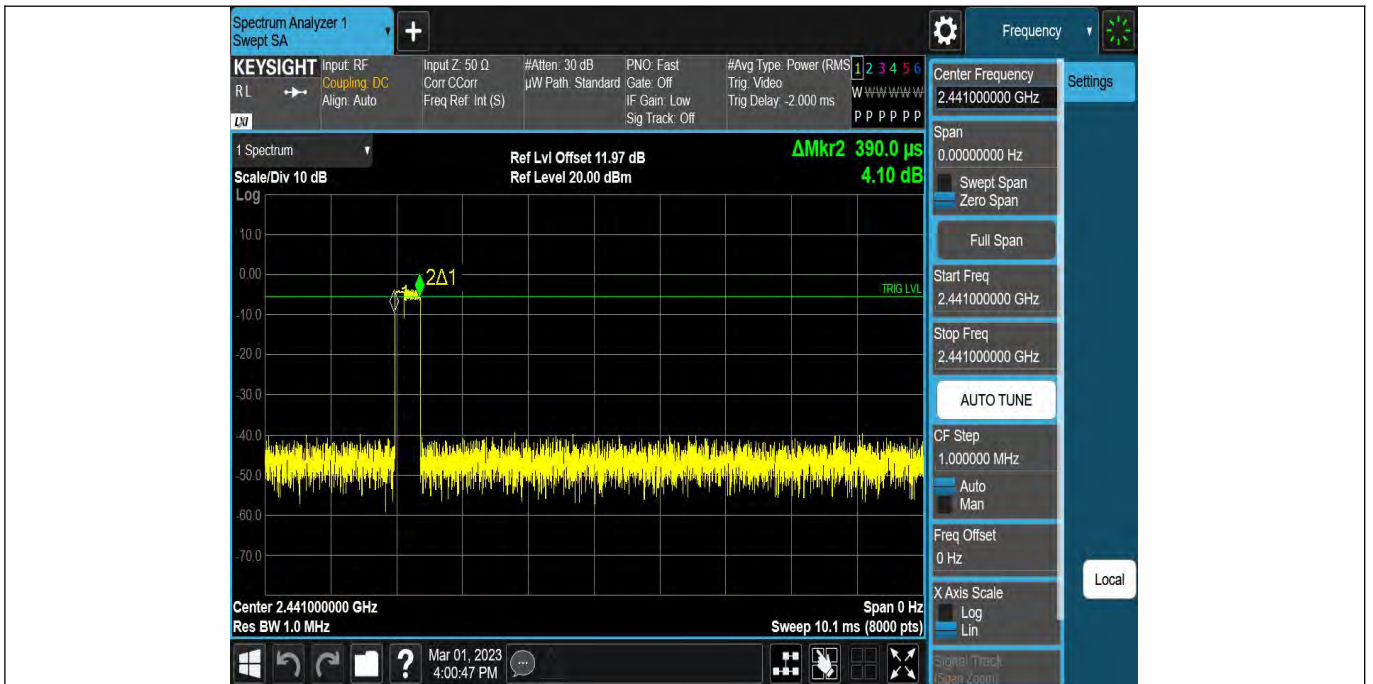 Spectrum Analyzer 1
Swept SA
+
Frequency
KEYSIGHT
RL
LXI
Input: RF
Coupling: DC
Align: Auto
Input Z: 50 Ω
Corr CCorr
Freq Ref: Int (S)
#Atten: 30 dB
µW Path: Standard
PNO: Fast
Gate: Off
IF Gain: Low
Sig Track: Off
#Avg Type: Power (RMS
Trig: Video
Trig Delay: -2.000 ms
1 2 3 4 5 6
W W W W W W
P P P P P P
1 Spectrum
Scale/Div 10 dB
Ref Lvl Offset 11.97 dB
Ref Level 20.00 dBm
ΔMkr2 390.0 µs
4.10 dB
Log
10.0
0.00
-10.0
-20.0
-30.0
-40.0
-50.0
-60.0
-70.0
2Δ1
TRIG LVL
Center 2.441000000 GHz
Res BW 1.0 MHz
Span 0 Hz
Sweep 10.1 ms (8000 pts)
Center Frequency
2.441000000 GHz
Settings
Span
0.00000000 Hz
Swept Span
Zero Span
Full Span
Start Freq
2.441000000 GHz
Stop Freq
2.441000000 GHz
AUTO TUNE
CF Step
1.000000 MHz
Auto
Man
Freq Offset
0 Hz
X Axis Scale
Log
Lin
Local
Signal Track
(Span Zoom)
?
Mar 01, 2023
4:00:47 PM